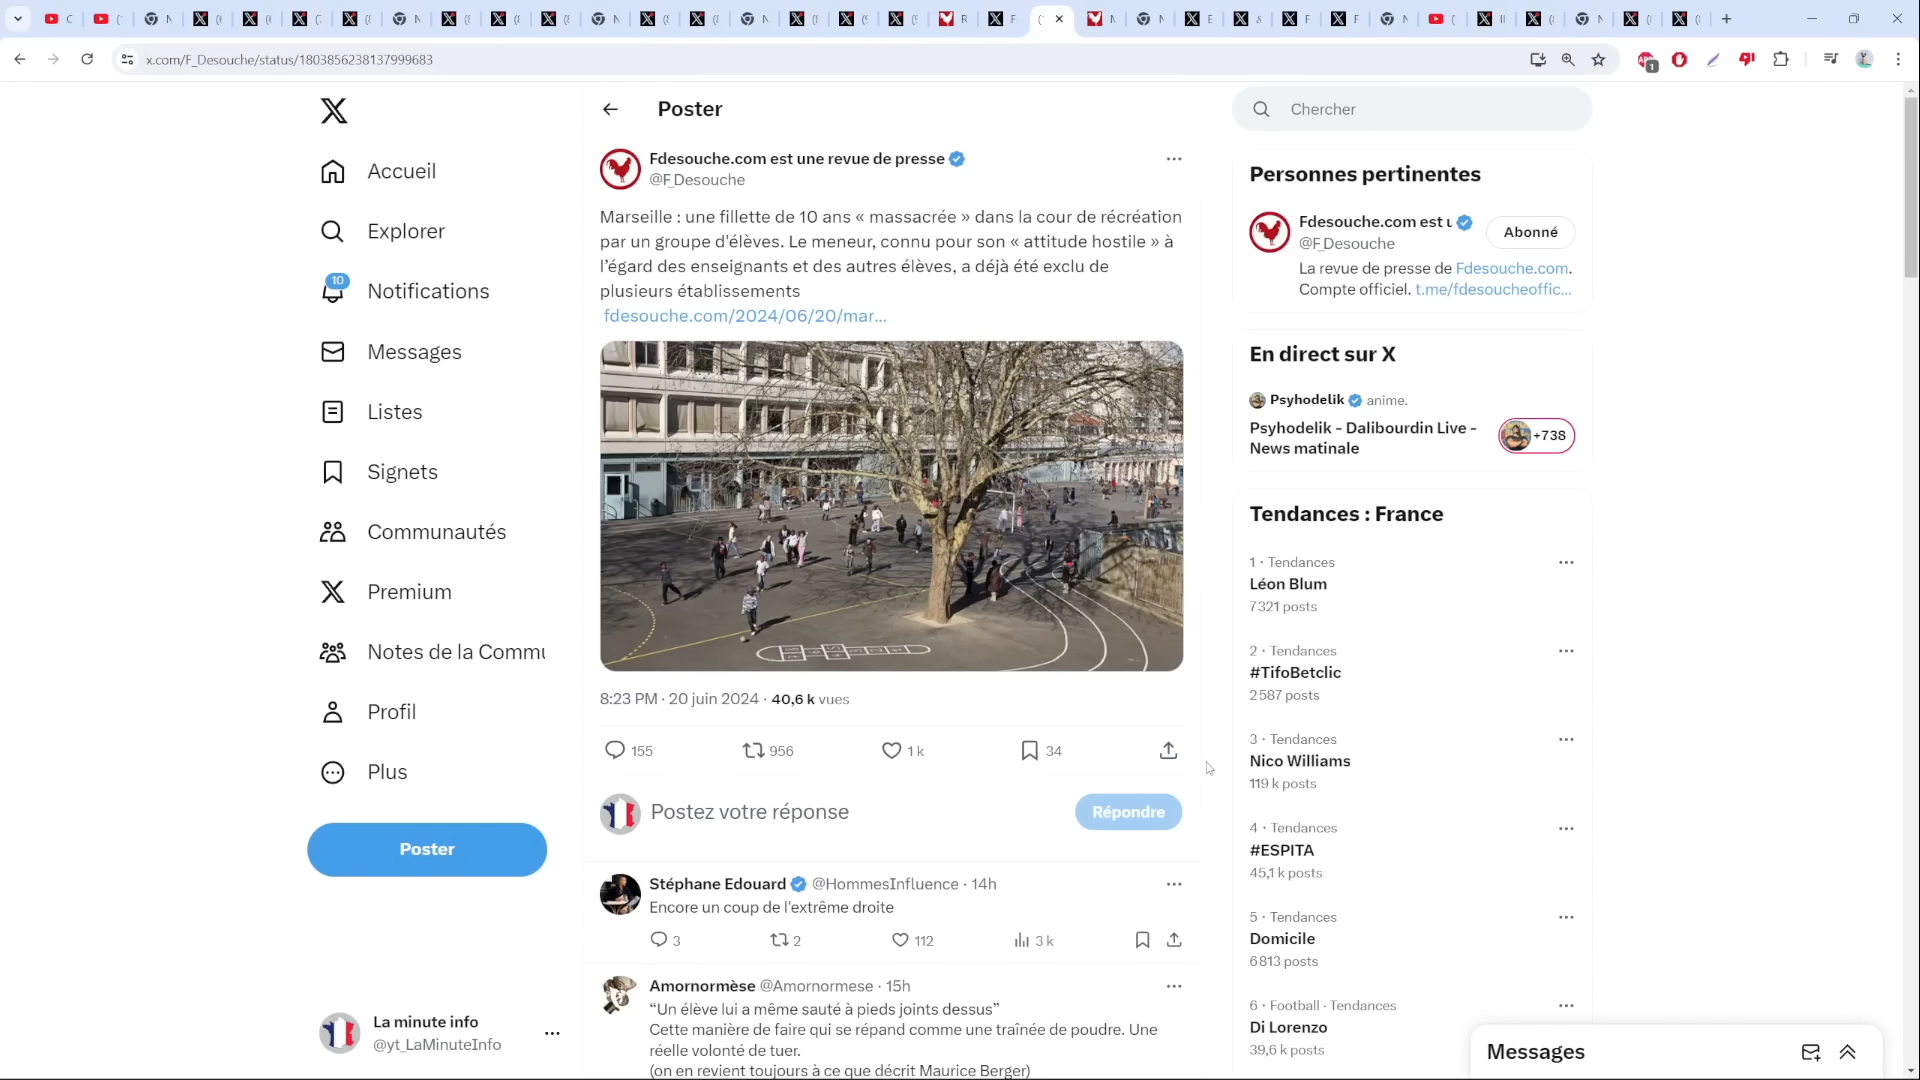 x.com/F_Desouche/status/1803856238137999683
Poster
Chercher
Accueil
Explorer
10
Notifications
Messages
Listes
Signets
Communautés
Premium
Notes de la Commu
Profil
Plus
Poster
La minute info
@yt_LaMinuteInfo
Fdesouche.com est une revue de presse
@F_Desouche
Marseille : une fillette de 10 ans « massacrée » dans la cour de récréation
par un groupe d'élèves. Le meneur, connu pour son « attitude hostile » à
l'égard des enseignants et des autres élèves, a déjà été exclu de
plusieurs établissements
fdesouche.com/2024/06/20/mar...
8:23 PM · 20 juin 2024 · 40,6 k vues
155 956 1 k 34
Postez votre réponse
Répondre
Stéphane Edouard @HommesInfluence · 14h
Encore un coup de l'extrême droite
3 2 112 3 k
Amornormèse @Amornormese · 15h
“Un élève lui a même sauté à pieds joints dessus”
Cette manière de faire qui se répand comme une traînée de poudre. Une
réelle volonté de tuer.
(on en revient toujours à ce que décrit Maurice Berger)
Personnes pertinentes
Fdesouche.com est u
@F_Desouche
Abonné
La revue de presse de Fdesouche.com.
Compte officiel. t.me/fdesoucheoffic...
En direct sur X
Psyhodelik anime.
Psyhodelik - Dalibourdin Live -
News matinale
+738
Tendances : France
1 · Tendances
Léon Blum
7 321 posts
2 · Tendances
#TifoBetclic
2 587 posts
3 · Tendances
Nico Williams
119 k posts
4 · Tendances
#ESPITA
45,1 k posts
5 · Tendances
Domicile
6 813 posts
6 · Football · Tendances
Di Lorenzo
39,6 k posts
Messages